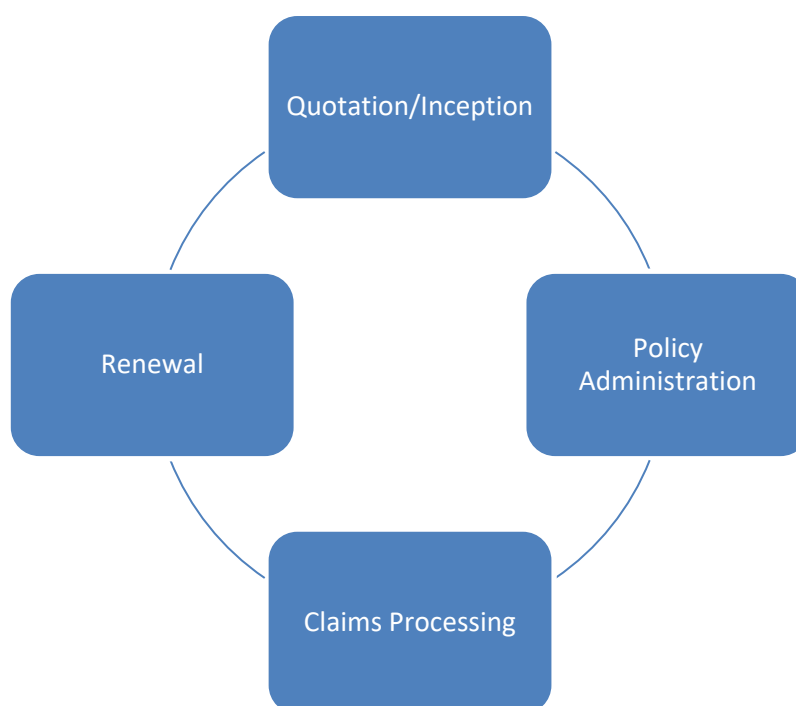 Quotation/Inception
Renewal
Policy
Administration
Claims Processing